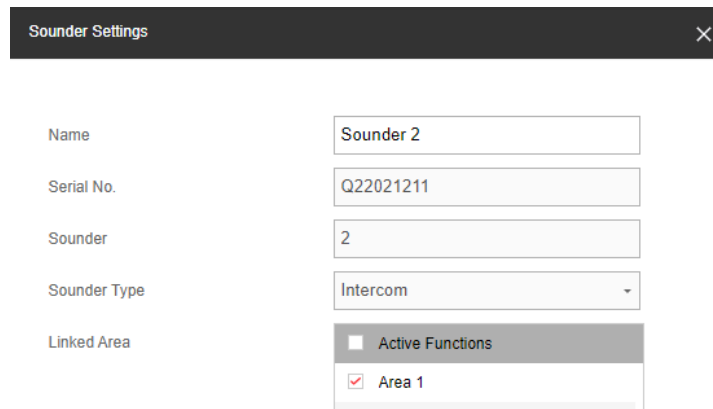 Sounder Settings
Name Sounder 2
Serial No. Q22021211
Sounder 2
Sounder Type Intercom
Linked Area Active Functions
Area 1